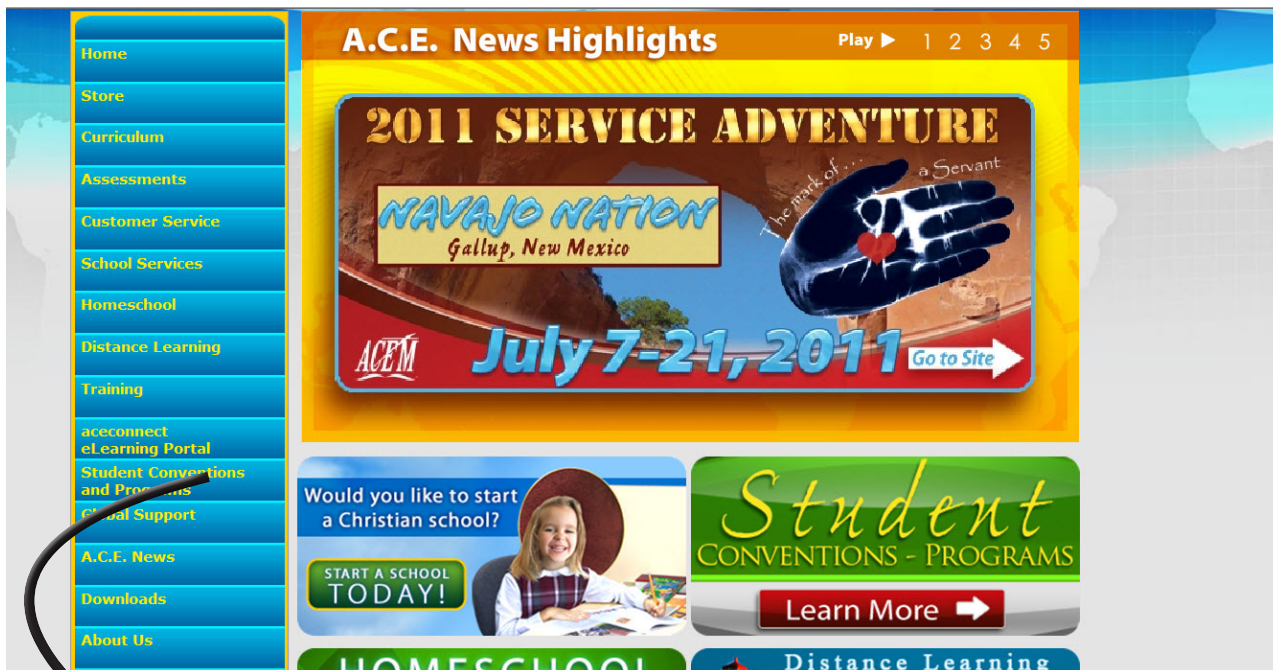 Home
Store
Curriculum
Assessments
Customer Service
School Services
Homeschool
Distance Learning
Training
aceconnect
eLearning Portal
Student Conventions
and Programs
Global Support
A.C.E. News
Downloads
About Us
A.C.E. News Highlights
Play 1 2 3 4 5
2011 SERVICE ADVENTURE
The mark of... a Servant
NAVAJO NATION
Gallup, New Mexico
ACEM
July 7-21, 2011
Go to Site
Would you like to start
a Christian school?
START A SCHOOL
TODAY!
Student
CONVENTIONS - PROGRAMS
Learn More
HOMESCHOOL
Distance Learning